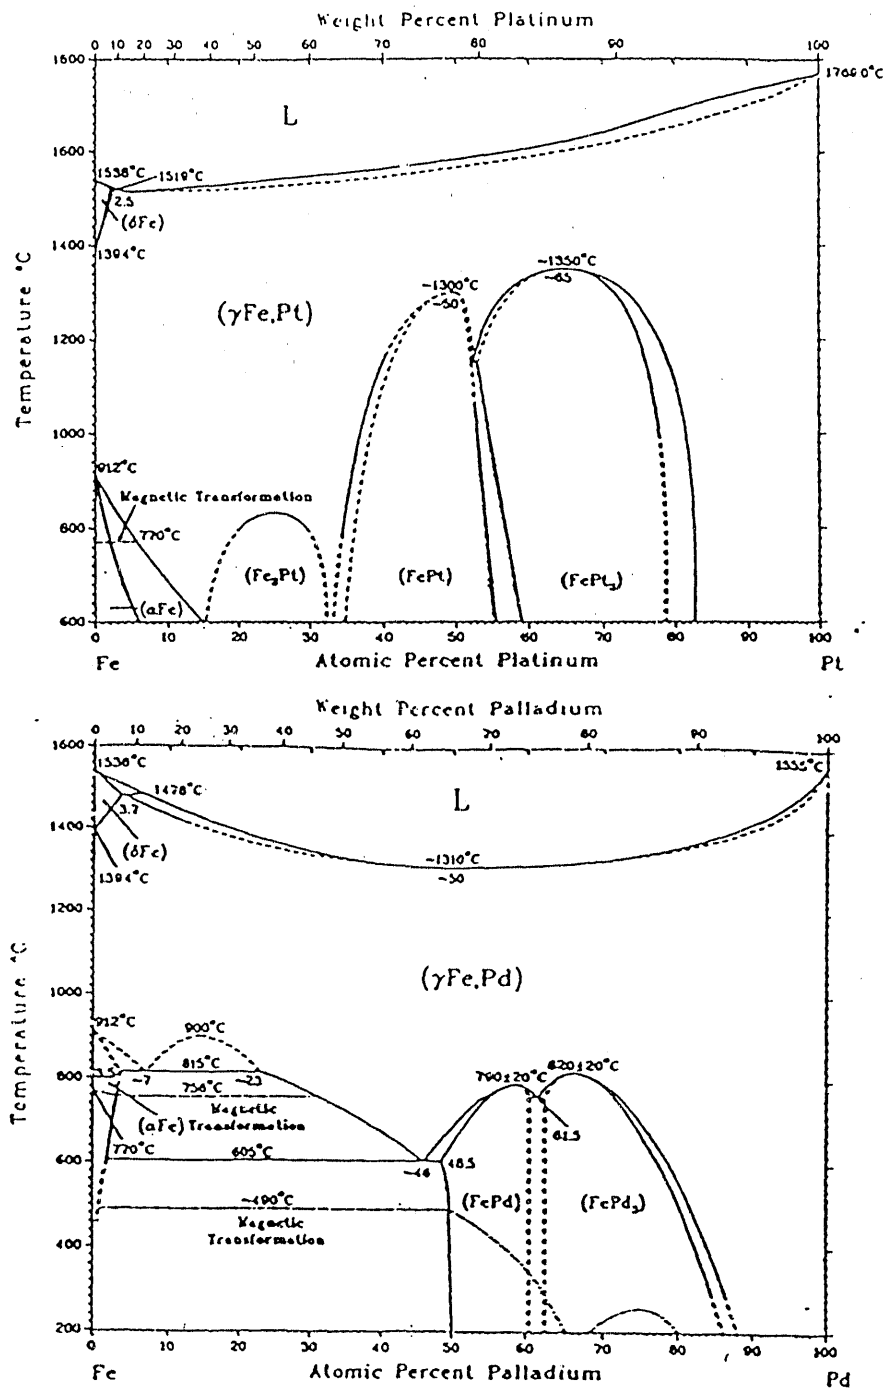 Weight Percent Platinum
0 10 20 30 40 50 60 70 80 90 100
1769.0°C
L
1600
1538°C
1519°C
2.5
(δFe)
1400
1394°C
~1350°C
~65
~1300°C
~50
(γFe,Pt)
1200
Temperature °C
1000
912°C
Magnetic Transformation
770°C
(Fe₃Pt)
(FePt)
(FePt₃)
(αFe)
600
0 10 20 30 40 50 60 70 80 90 100
Fe
Atomic Percent Platinum
Pt
Weight Percent Palladium
0 10 20 30 40 50 60 70 90 100
1600
1538°C
1555°C
1478°C
L
3.7
1400
(δFe)
~1310°C
~50
1394°C
1200
(γFe,Pd)
Temperature °C
1000
912°C
900°C
820±20°C
815°C
790±20°C
~7
~23
Magnetic
(αFe) Transformation
61.5
770°C
605°C
600
48.5
(FePd)
(FePd₃)
~490°C
Magnetic
Transformation
400
200
0 10 20 30 40 50 60 70 80 90 100
Fe
Atomic Percent Palladium
Pd